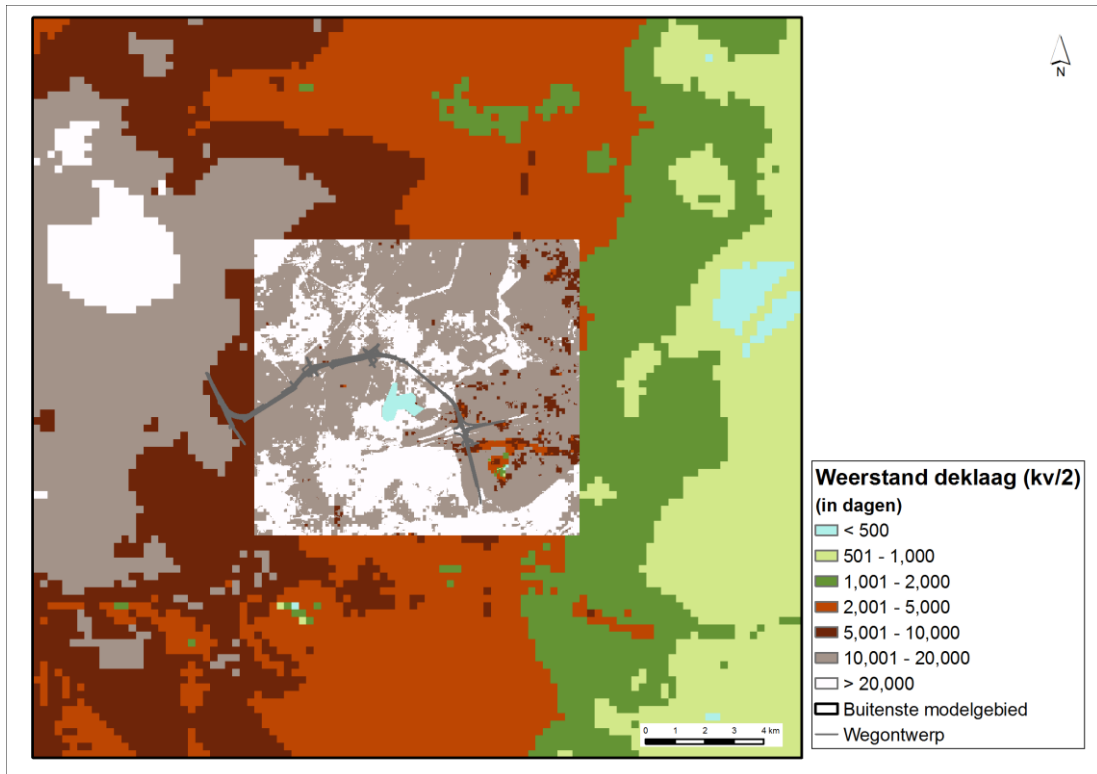 N
Weerstand deklaag (kv/2)
(in dagen)
< 500
501 - 1,000
1,001 - 2,000
2,001 - 5,000
5,001 - 10,000
10,001 - 20,000
> 20,000
Buitenste modelgebied
Wegontwerp
0 1 2 3 4 km